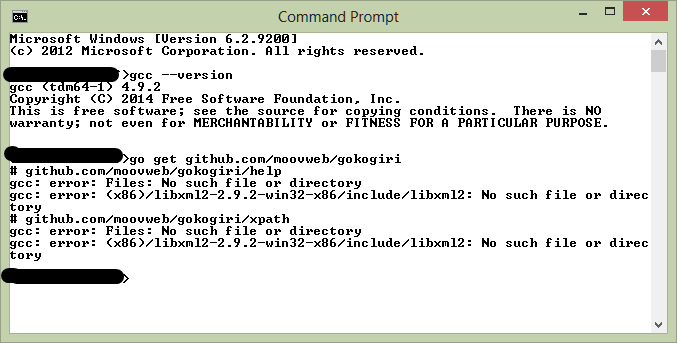 Command Prompt
Microsoft Windows [Version 6.2.9200]
(c) 2012 Microsoft Corporation. All rights reserved.
>gcc --version
gcc (tdm64-1) 4.9.2
Copyright (C) 2014 Free Software Foundation, Inc.
This is free software; see the source for copying conditions.  There is NO
warranty; not even for MERCHANTABILITY or FITNESS FOR A PARTICULAR PURPOSE.
>go get github.com/moovweb/gokogiri
# github.com/moovweb/gokogiri/help
gcc: error: Files: No such file or directory
gcc: error: (x86)/libxml2-2.9.2-win32-x86/include/libxml2: No such file or direc
tory
# github.com/moovweb/gokogiri/xpath
gcc: error: Files: No such file or directory
gcc: error: (x86)/libxml2-2.9.2-win32-x86/include/libxml2: No such file or direc
tory
>